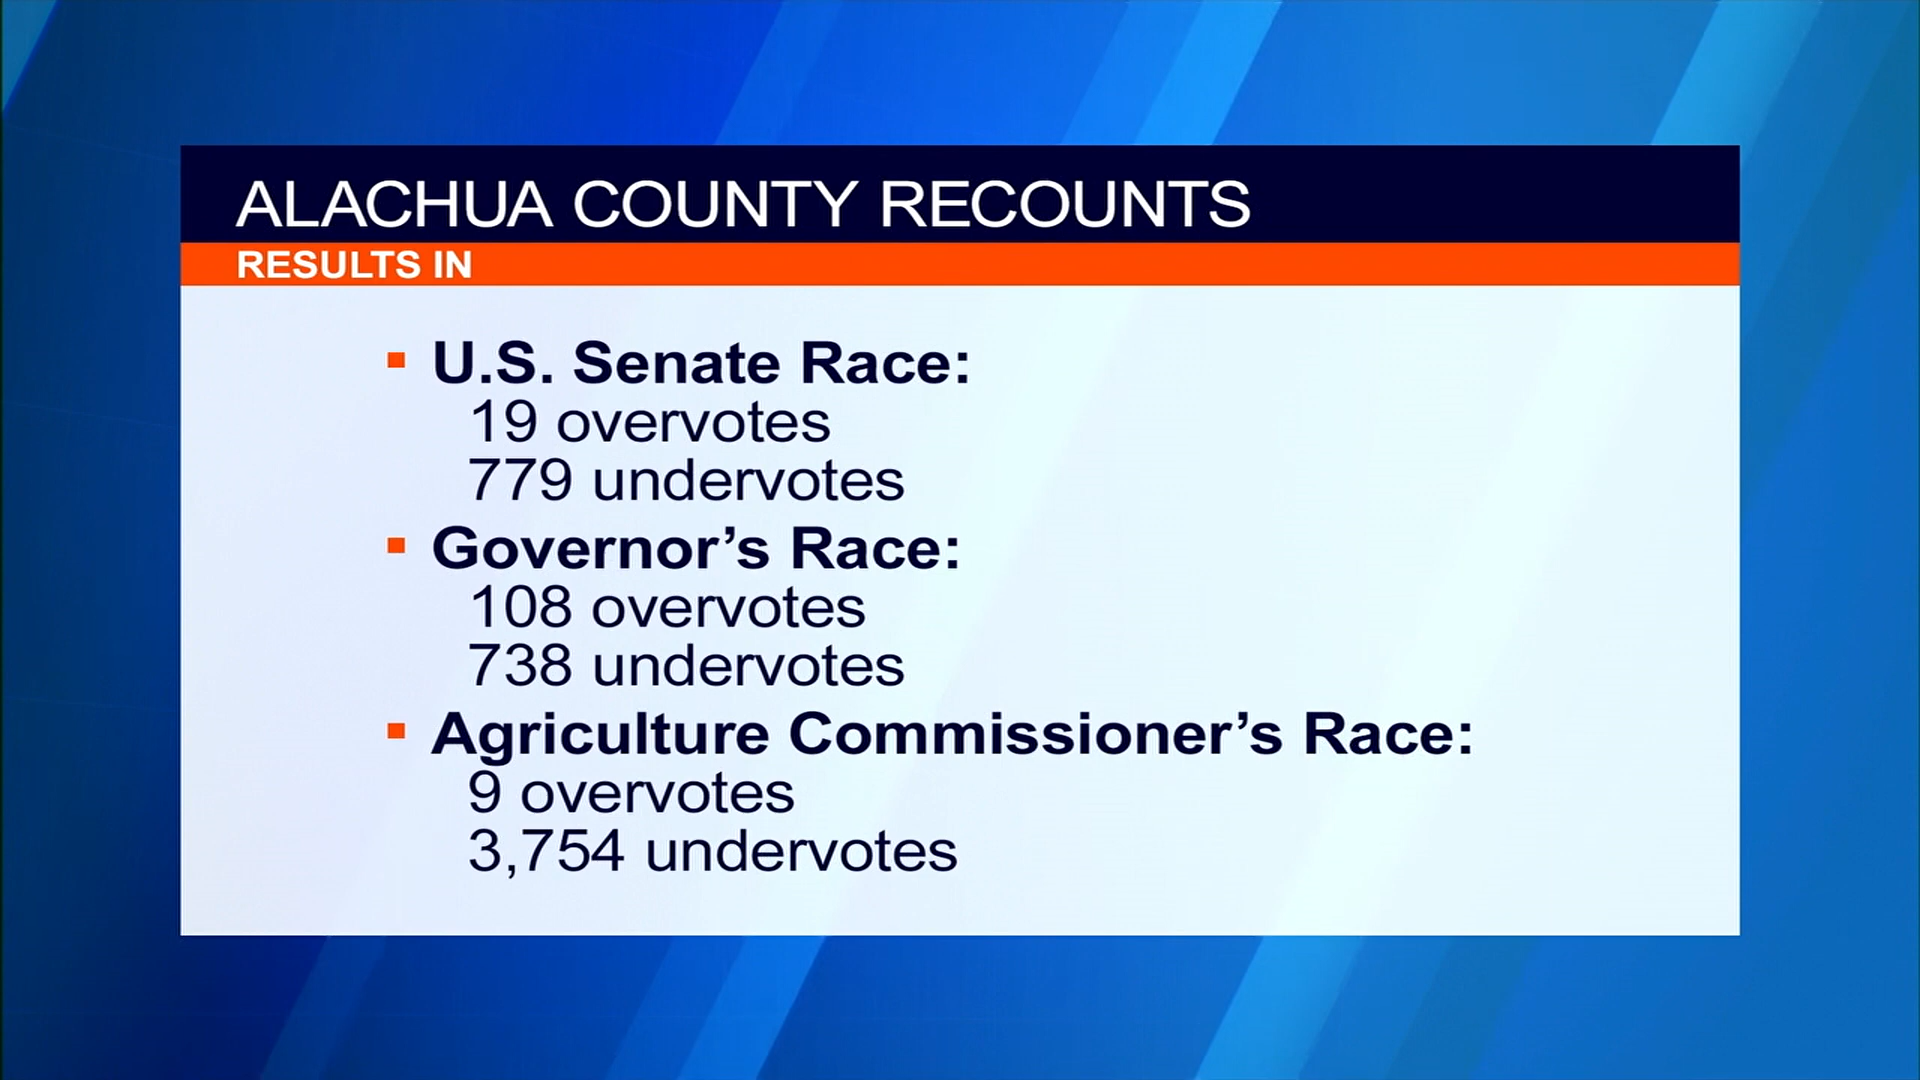 ALACHUA COUNTY RECOUNTS
RESULTS IN
▪ U.S. Senate Race:
19 overvotes
779 undervotes
▪ Governor’s Race:
108 overvotes
738 undervotes
▪ Agriculture Commissioner’s Race:
9 overvotes
3,754 undervotes